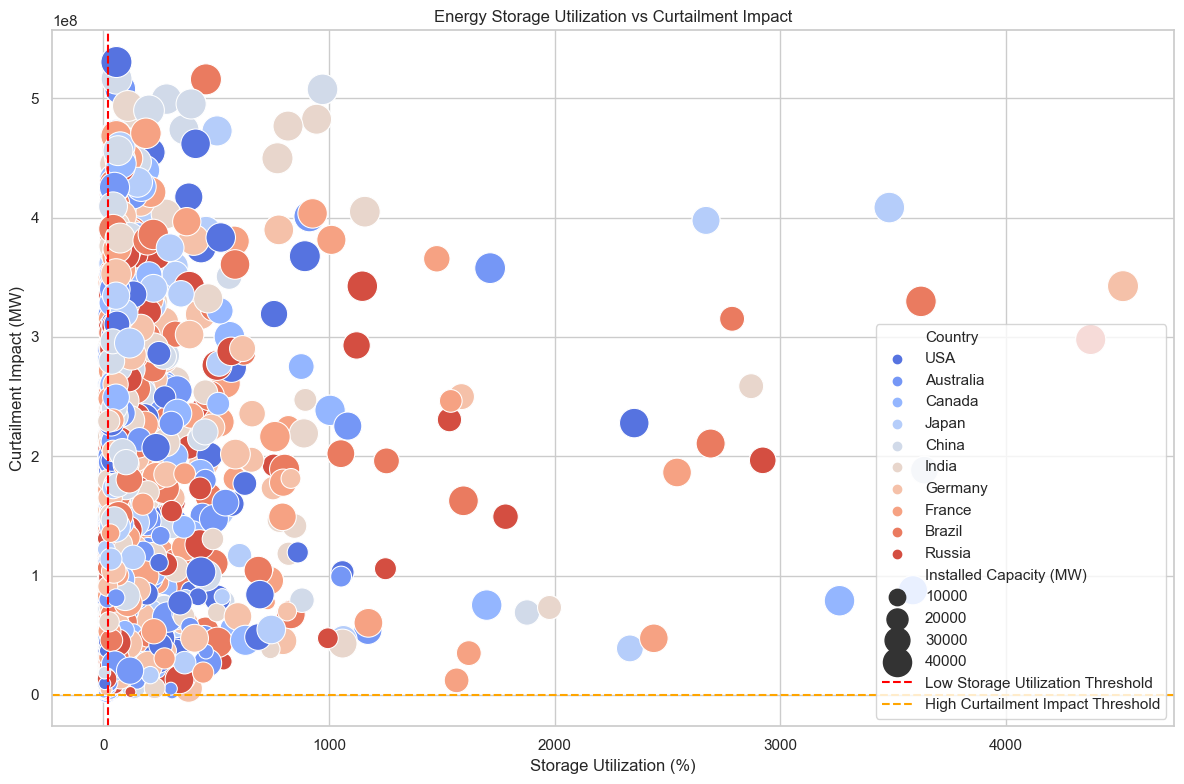 Energy Storage Utilization vs Curtailment Impact
1e8
5
4
3
2
1
0
Curtailment Impact (MW)
0
1000
2000
3000
4000
Storage Utilization (%)
Country
USA
Australia
Canada
Japan
China
India
Germany
France
Brazil
Russia
Installed Capacity (MW)
10000
20000
30000
40000
Low Storage Utilization Threshold
High Curtailment Impact Threshold